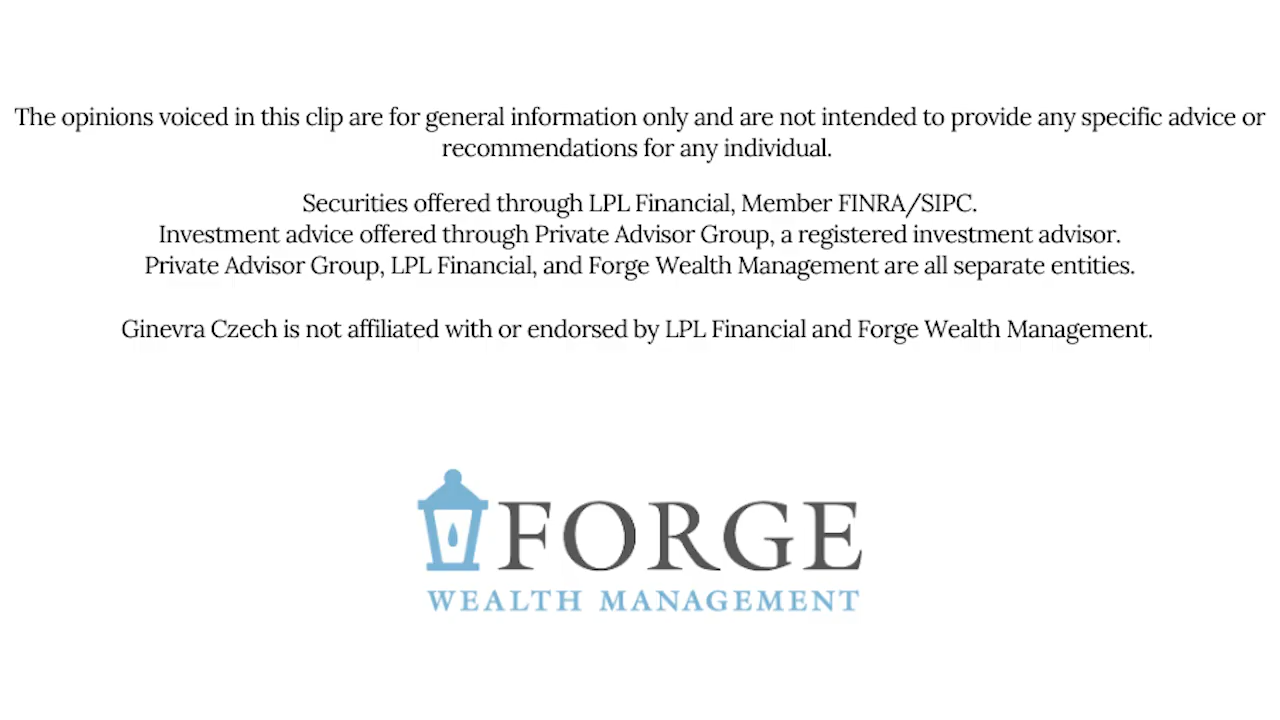 The opinions voiced in this clip are for general information only and are not intended to provide any specific advice or
recommendations for any individual.
Securities offered through LPL Financial, Member FINRA/SIPC.
Investment advice offered through Private Advisor Group, a registered investment advisor.
Private Advisor Group, LPL Financial, and Forge Wealth Management are all separate entities.
Ginevra Czech is not affiliated with or endorsed by LPL Financial and Forge Wealth Management.
FORGE
WEALTH MANAGEMENT